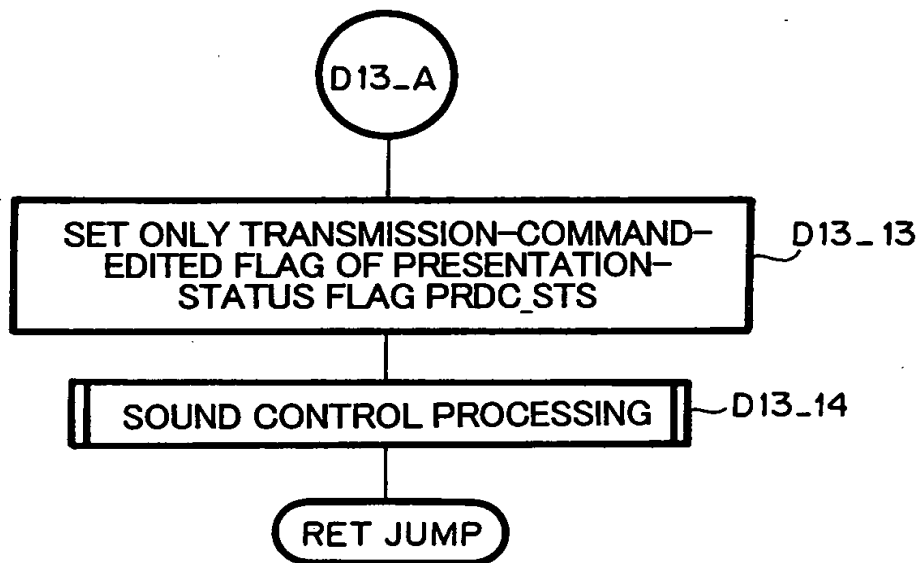 D13_A
SET ONLY TRANSMISSION-COMMAND-
EDITED FLAG OF PRESENTATION-
STATUS FLAG PRDC_STS
D13_13
SOUND CONTROL PROCESSING
D13_14
RET JUMP